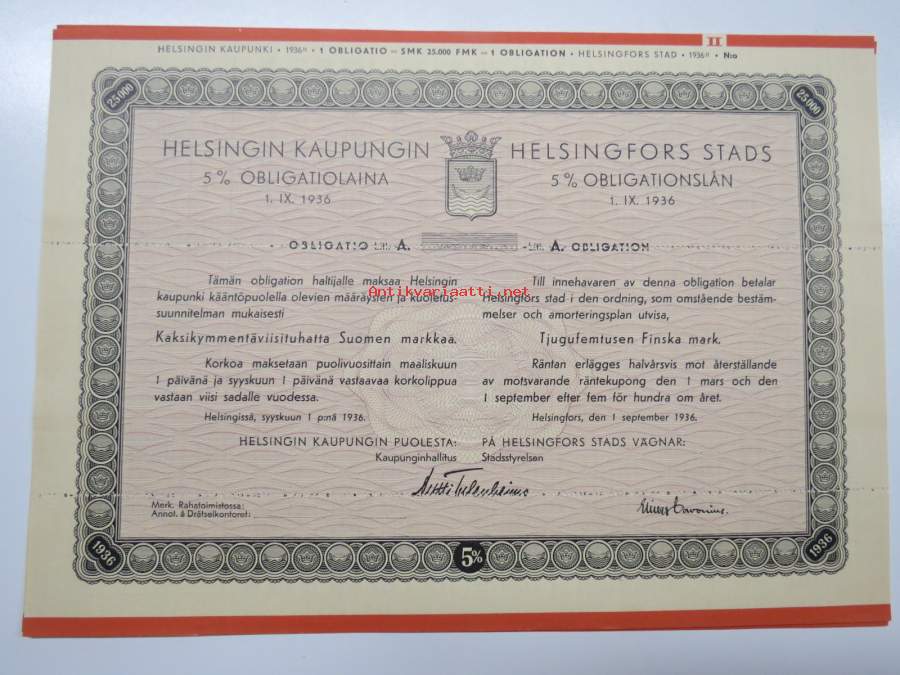 II
HELSINGIN KAUPUNKI • 1936 II • 1 OBLIGATIO — SMK 25.000 FMK — 1 OBLIGATION • HELSINGFORS STAD • 1936 II • N:o
25000
25000
HELSINGIN KAUPUNGIN
5 % OBLIGATIOLAINA
1. IX. 1936
HELSINGFORS STADS
5 % OBLIGATIONSLÅN
1. IX. 1936
OBLIGATIO Litt. A.
Litt. A. OBLIGATION
Tämän obligation haltijalle maksaa Helsingin
kaupunki kääntöpuolella olevien määräysten ja kuoletus-
suunnitelman mukaisesti
Kaksikymmentäviisituhatta Suomen markkaa.
Korkoa maksetaan puolivuosittain maaliskuun
1 päivänä ja syyskuun 1 päivänä vastaavaa korkolippua
vastaan viisi sadalle vuodessa.
Helsingissä, syyskuun 1 p:nä 1936.
Till innehavaren av denna obligation betalar
Helsingfors stad i den ordning, som omstående bestäm-
melser och amorteringsplan utvisa,
Tjugufemtusen Finska mark.
Räntan erlägges halvårsvis mot återställande
av motsvarande räntekupong den 1 mars och den
1 september efter fem för hundra om året.
Helsingfors, den 1 september 1936.
Antikvariaatti.net
HELSINGIN KAUPUNGIN PUOLESTA:
Kaupunginhallitus
PÅ HELSINGFORS STADS VÄGNAR:
Stadsstyrelsen
Merk. Rahatoimistossa:
Annot. å Drätselkontoret:
1936
5%
1936